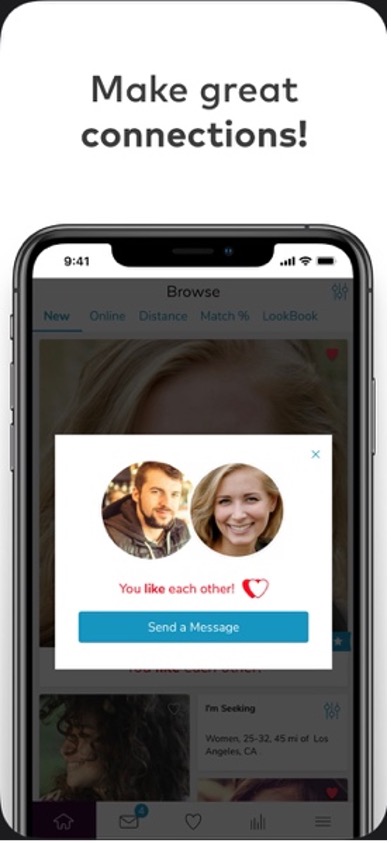 Make great
connections!
9:41
Browse
New Online Distance Match % LookBook
You like each other!
Send a Message
You like each other!
I'm Seeking
Women, 25-32, 45 mi of Los
Angeles, CA .
4